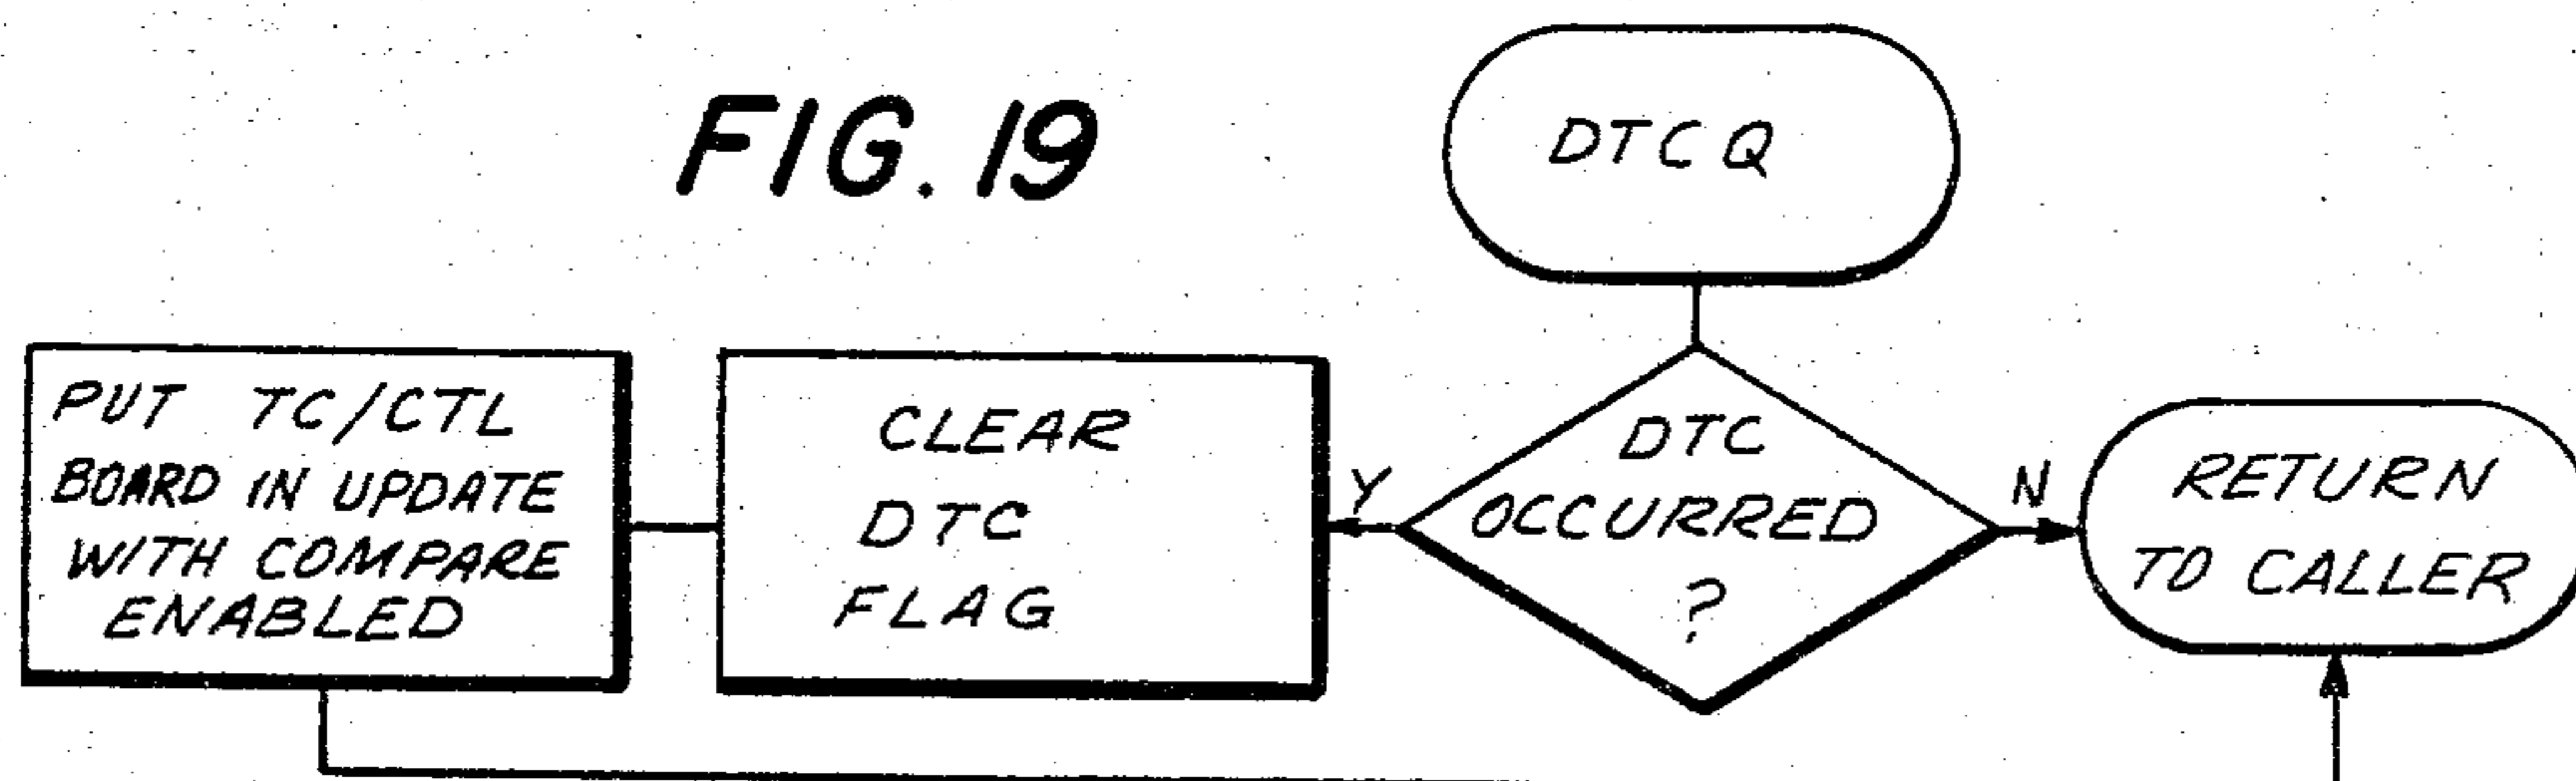 FIG. 19
DTCQ
PUT TC/CTL
BOARD IN UPDATE
WITH COMPARE
ENABLED
CLEAR
DTC
FLAG
Y
DTC
OCCURRED
?
N
RETURN
TO CALLER